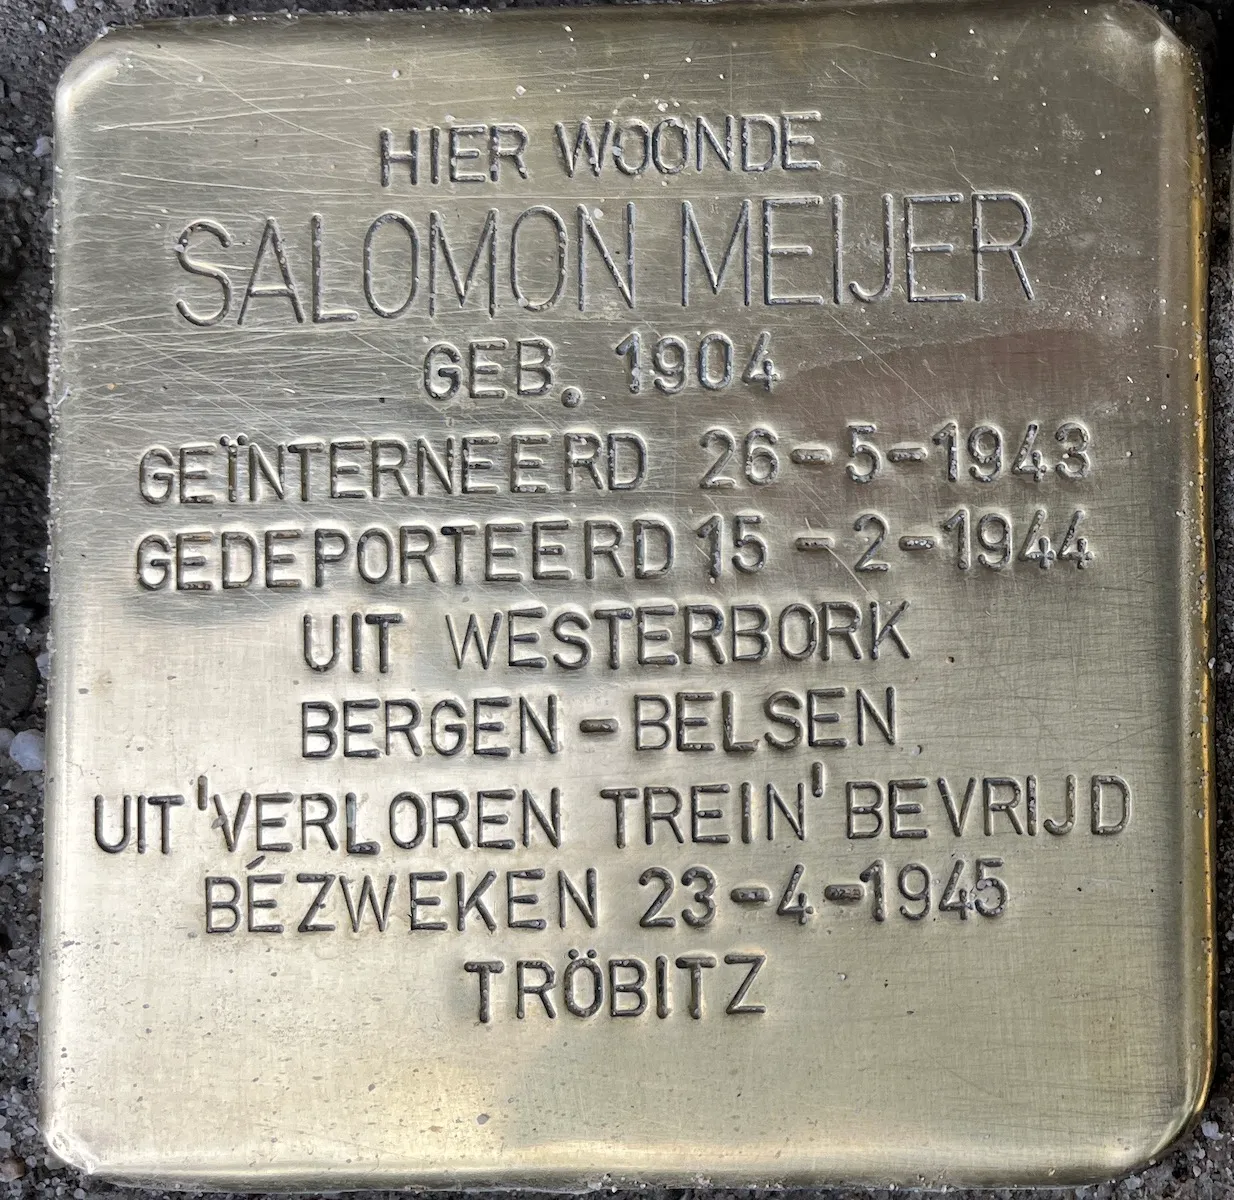 HIER WOONDE
SALOMON MEIJER
GEB. 1904
GEÏNTERNEERD 26-5-1943
GEDEPORTEERD 15-2-1944
UIT WESTERBORK
BERGEN-BELSEN
UIT 'VERLOREN TREIN' BEVRIJD
BÉZWEKEN 23-4-1945
TRÖBITZ